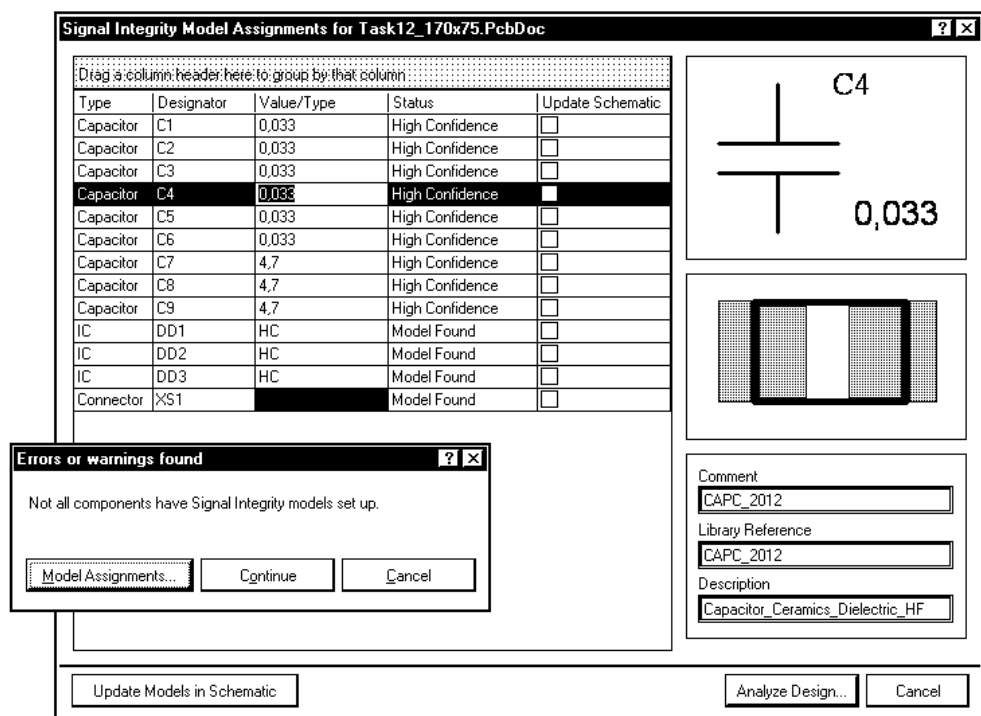 Signal Integrity Model Assignments for Task12_170x75.PcbDoc
Drag a column header here to group by that column
Type Designator Value/Type Status Update Schematic
Capacitor C1 0,033 High Confidence
Capacitor C2 0,033 High Confidence
Capacitor C3 0,033 High Confidence
Capacitor C4 0,033 High Confidence
Capacitor C5 0,033 High Confidence
Capacitor C6 0,033 High Confidence
Capacitor C7 4,7 High Confidence
Capacitor C8 4,7 High Confidence
Capacitor C9 4,7 High Confidence
IC DD1 HC Model Found
IC DD2 HC Model Found
IC DD3 HC Model Found
Connector XS1 Model Found
C4
0,033
Errors or warnings found
Not all components have Signal Integrity models set up.
Model Assignments... Continue Cancel
Comment
CAPC_2012
Library Reference
CAPC_2012
Description
Capacitor_Ceramics_Dielectric_HF
Update Models in Schematic Analyze Design... Cancel